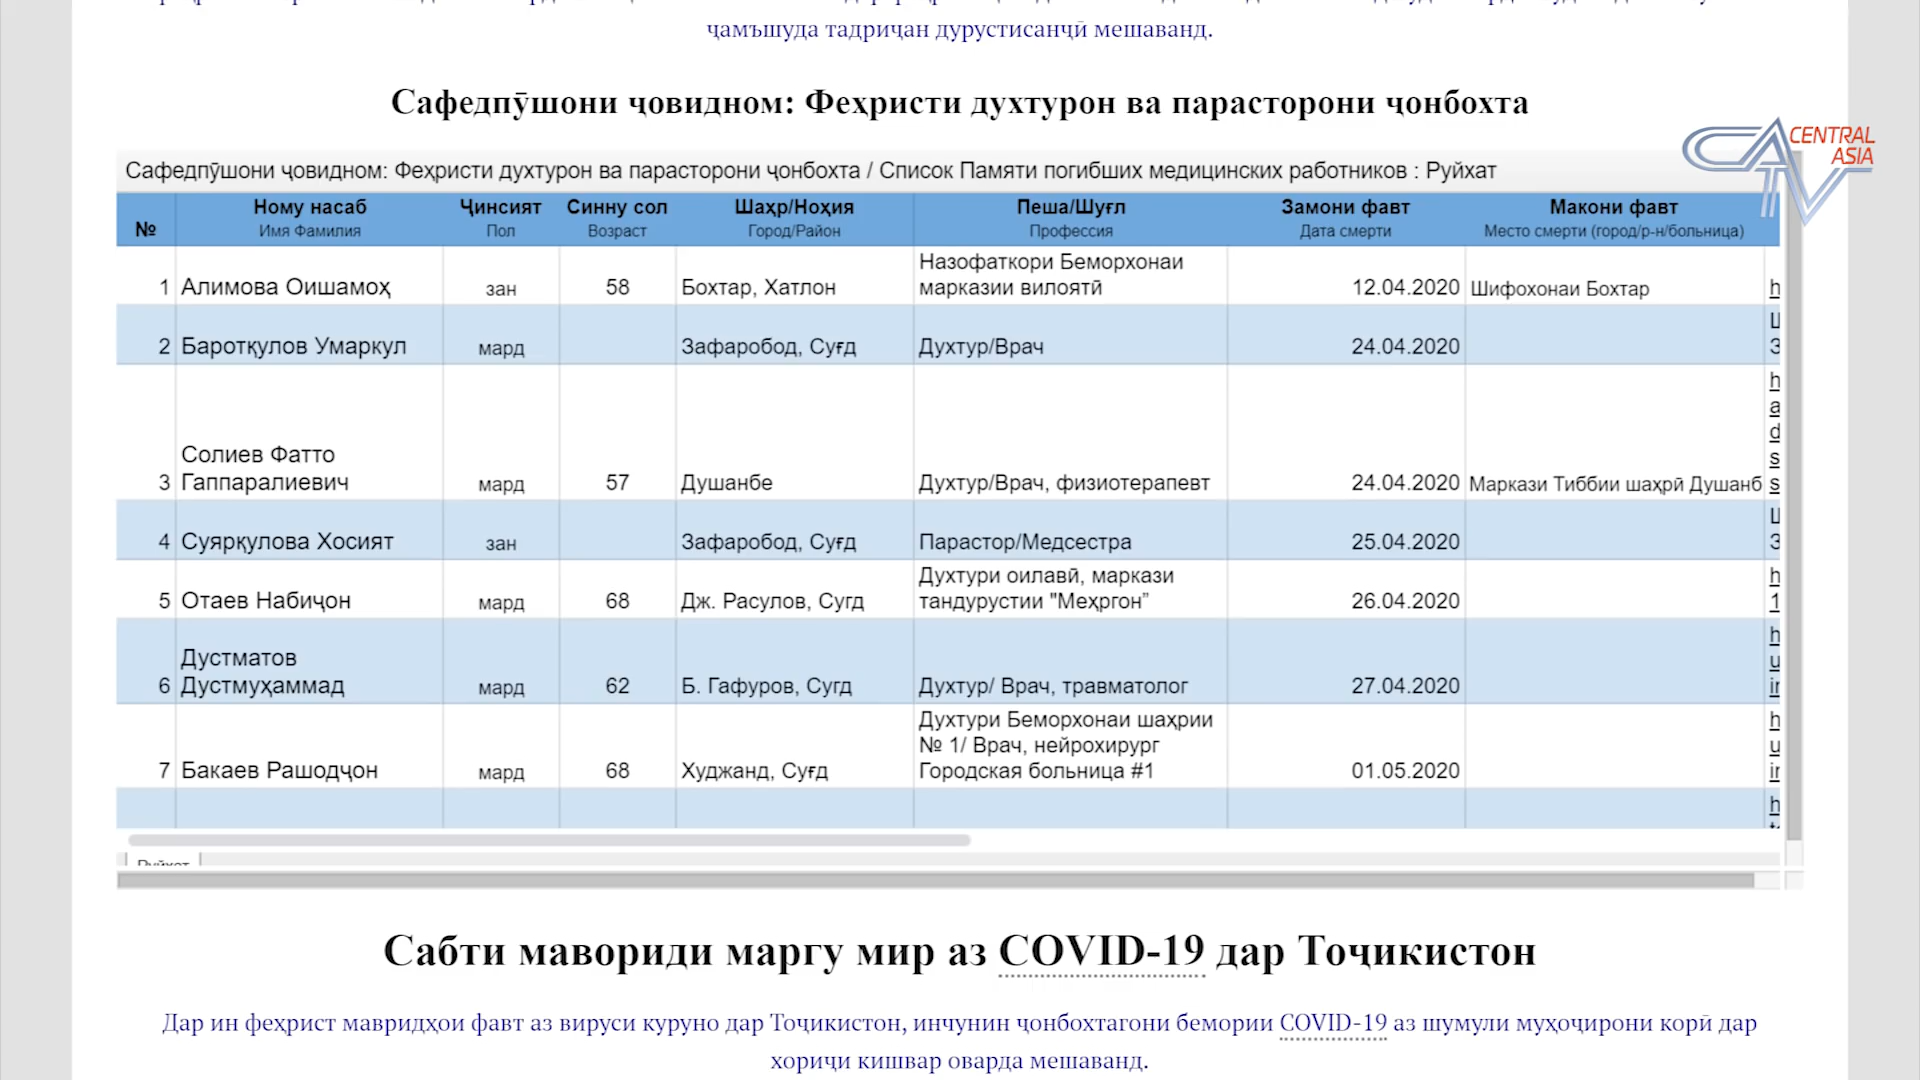 ҷамъшуда тадриҷан дурустисанҷӣ мешаванд.
Сафедпӯшони ҷовидном: Феҳристи духтурон ва парасторони ҷонбохта
CENTRAL ASIA
CATV
Сафедпӯшони ҷовидном: Феҳристи духтурон ва парасторони ҷонбохта / Список Памяти погибших медицинских работников : Руйхат
№ Ному насаб Ҷинсият Синну сол Шаҳр/Ноҳия Пеша/Шуғл Замони фавт Макони фавт
Имя Фамилия Пол Возраст Город/Район Профессия Дата смерти Место смерти (город/р-н/больница)
Назофаткори Беморхонаи
1 Алимова Оишамоҳ зан 58 Бохтар, Хатлон марказии вилоятӣ 12.04.2020 Шифохонаи Бохтар
2 Баротқулов Умаркул мард Зафаробод, Суғд Духтур/Врач 24.04.2020
Солиев Фатто
3 Гаппаралиевич мард 57 Душанбе Духтур/Врач, физиотерапевт 24.04.2020 Маркази Тиббии шаҳрӣ Душанб
4 Суярқулова Хосият зан Зафаробод, Суғд Парастор/Медсестра 25.04.2020
Духтури оилавӣ, маркази
5 Отаев Набиҷон мард 68 Дж. Расулов, Сугд тандурустии "Меҳргон” 26.04.2020
Дустматов
6 Дустмуҳаммад мард 62 Б. Гафуров, Сугд Духтур/ Врач, травматолог 27.04.2020
Духтури Беморхонаи шаҳрии
№ 1/ Врач, нейрохирург
7 Бакаев Рашодҷон мард 68 Худжанд, Суғд Городская больница #1 01.05.2020
Сабти мавориди маргу мир аз COVID-19 дар Тоҷикистон
Дар ин феҳрист мавридҳои фавт аз вируси куруно дар Тоҷикистон, инчунин ҷонбохтагони бемории COVID-19 аз шумули муҳоҷирони корӣ дар
хориҷи кишвар оварда мешаванд.